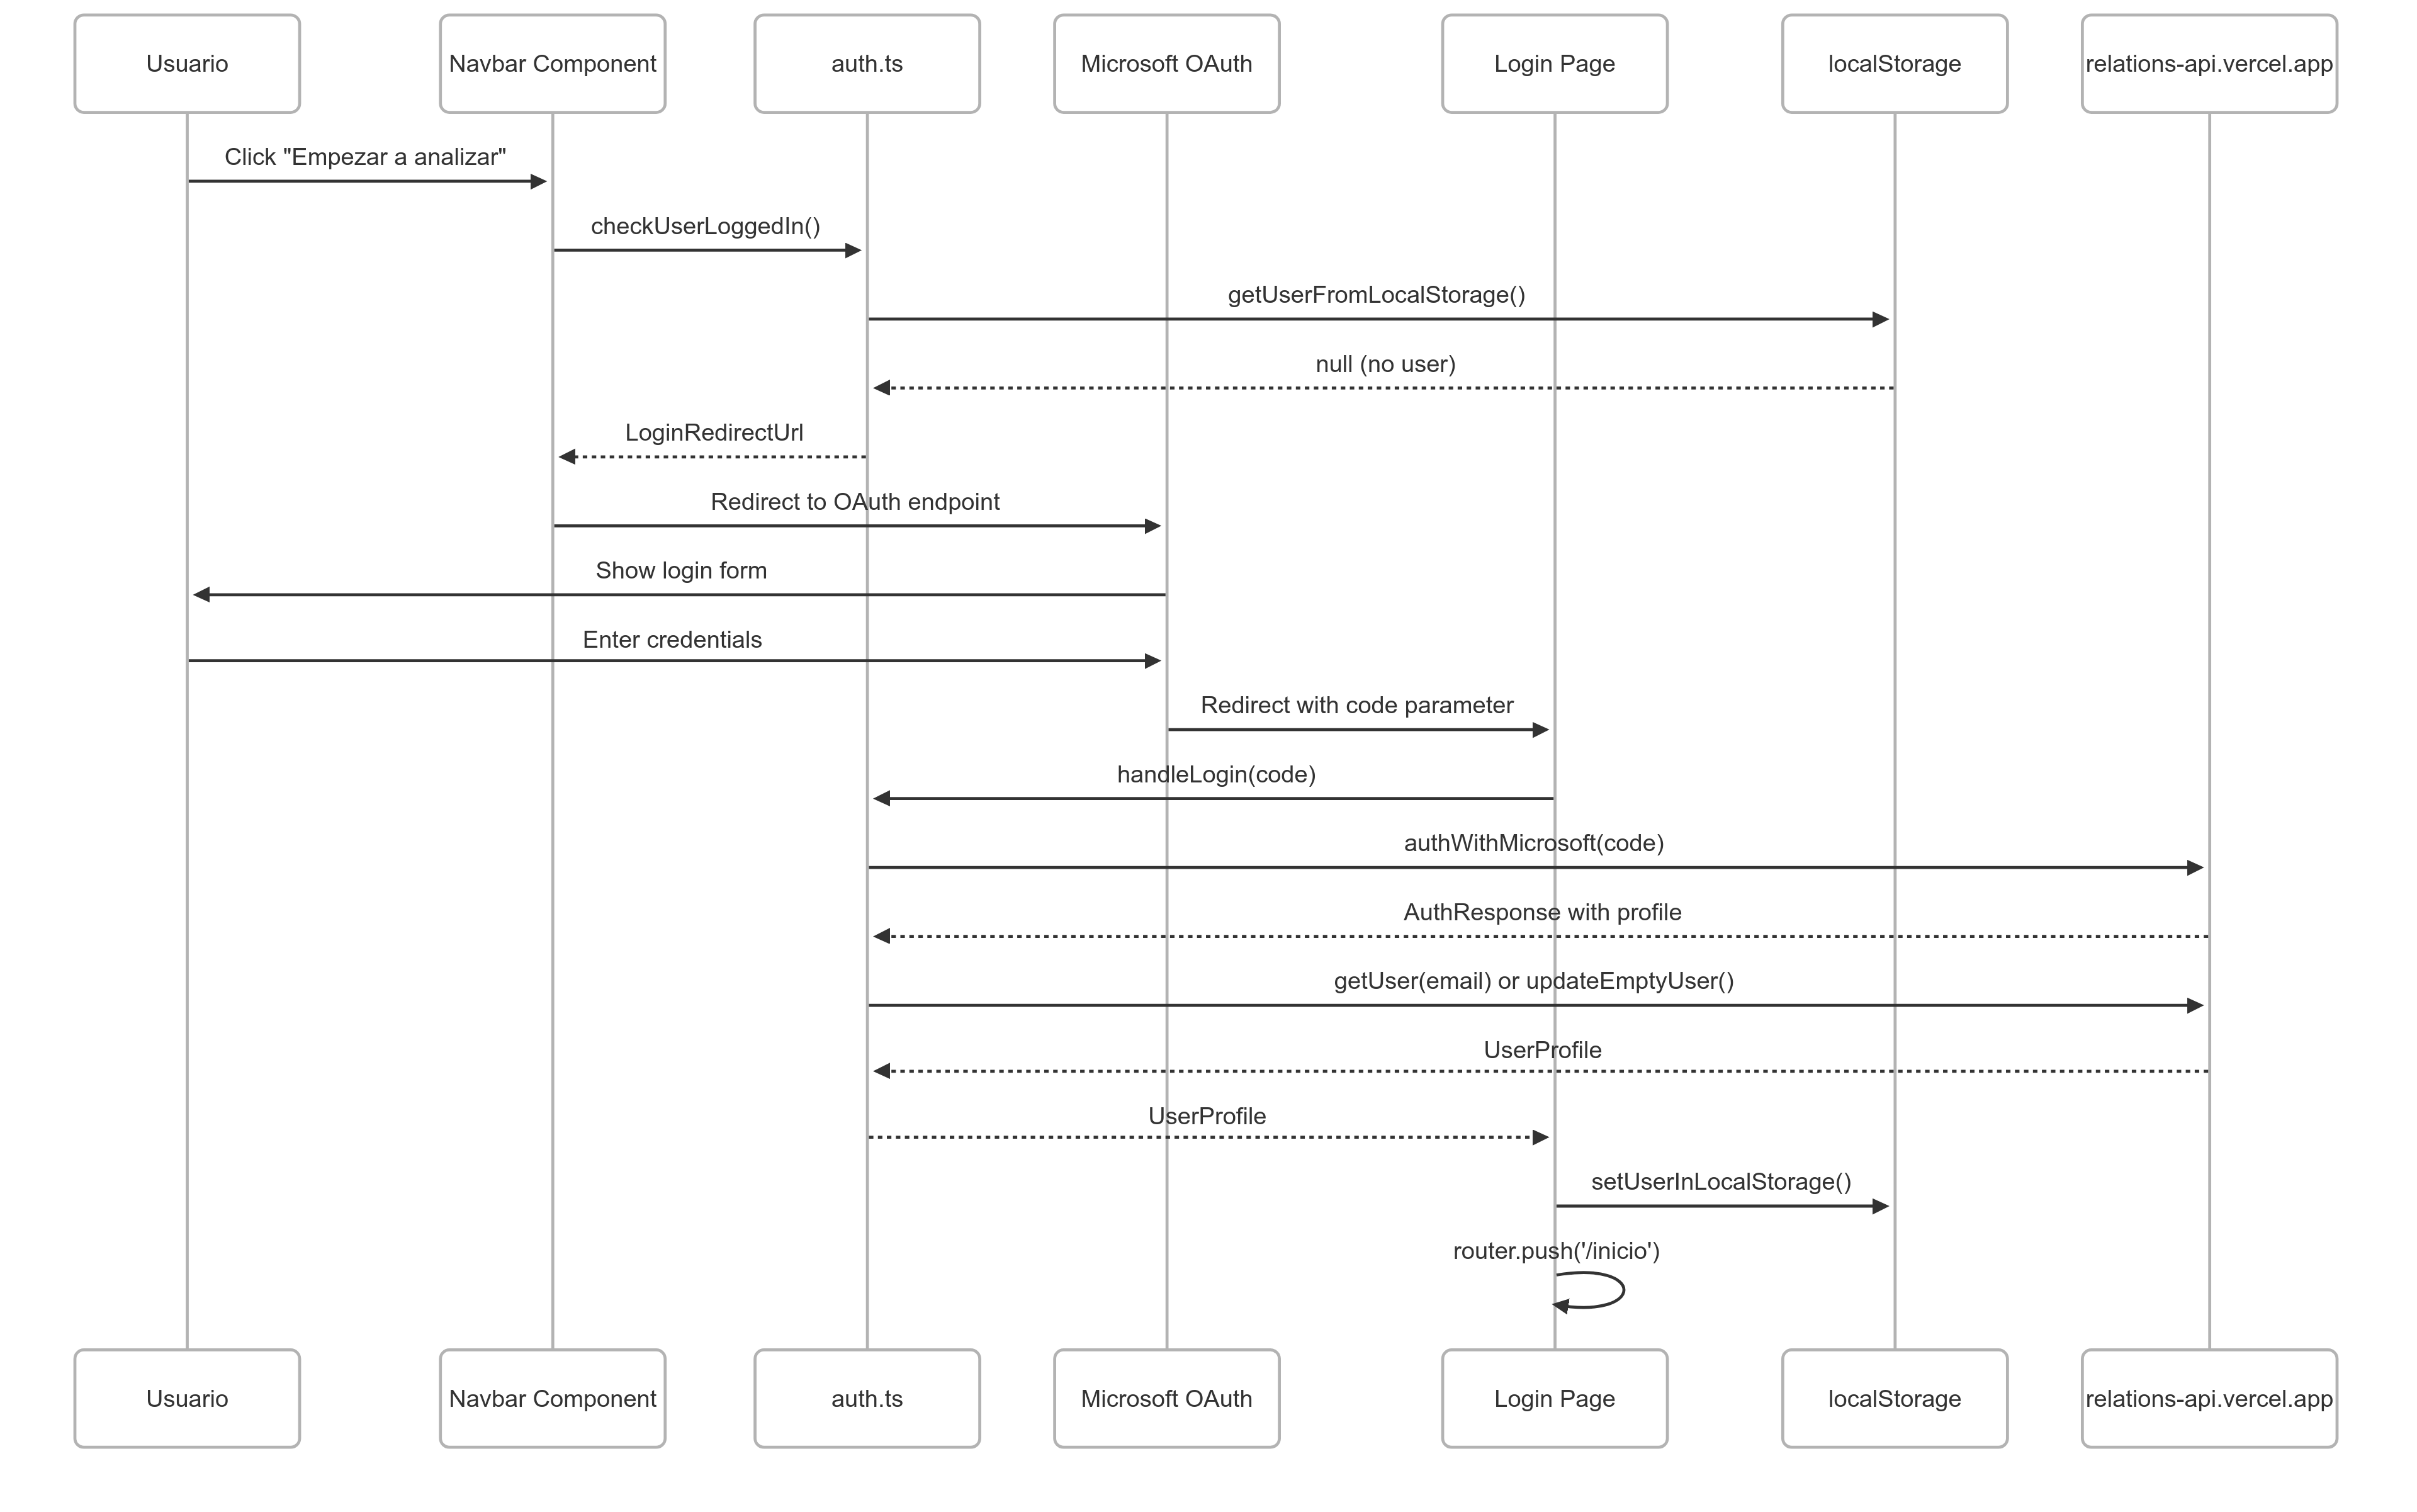 Usuario
Navbar Component
auth.ts
Microsoft OAuth
Login Page
localStorage
relations-api.vercel.app
Click "Empezar a analizar"
checkUserLoggedIn()
getUserFromLocalStorage()
null (no user)
LoginRedirectUrl
Redirect to OAuth endpoint
Show login form
Enter credentials
Redirect with code parameter
handleLogin(code)
authWithMicrosoft(code)
AuthResponse with profile
getUser(email) or updateEmptyUser()
UserProfile
UserProfile
setUserInLocalStorage()
router.push('/inicio')
Usuario
Navbar Component
auth.ts
Microsoft OAuth
Login Page
localStorage
relations-api.vercel.app